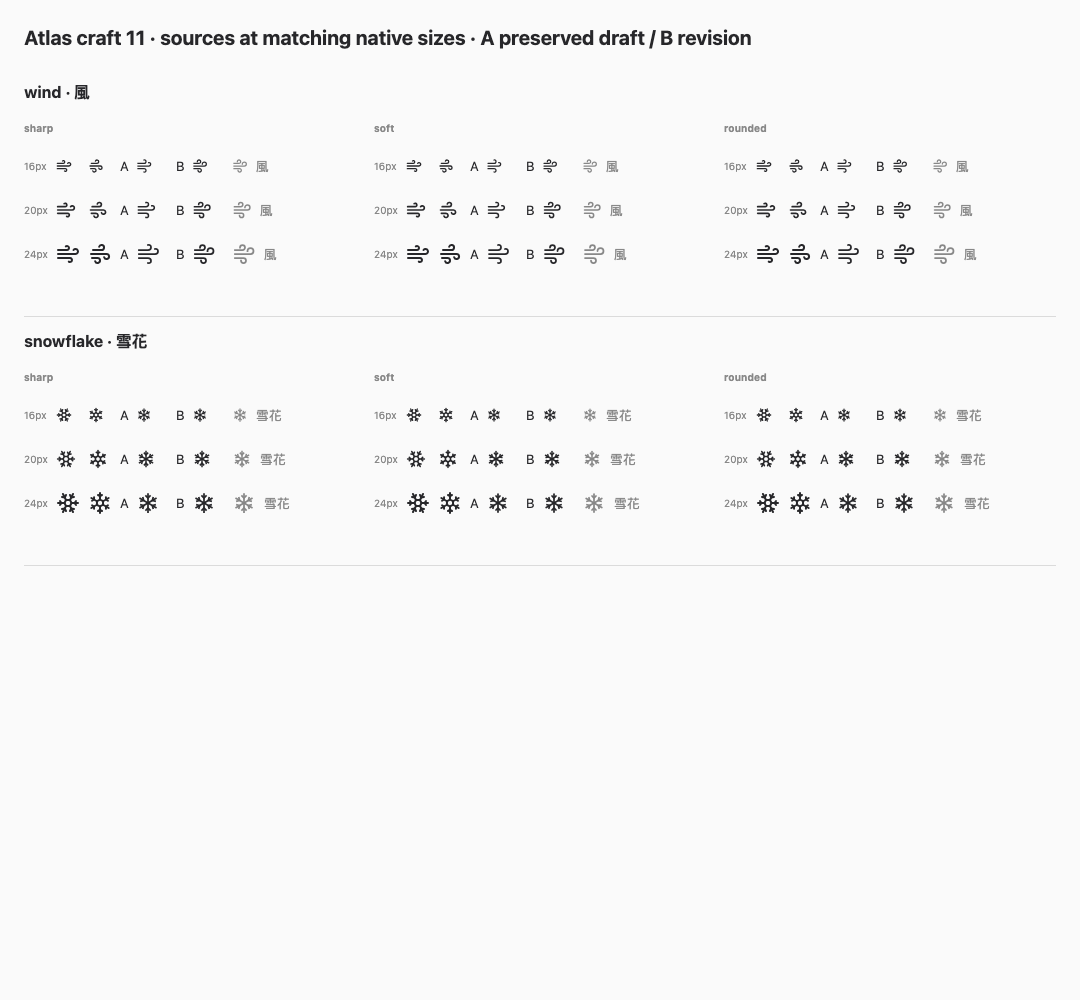 Atlas craft 11 · sources at matching native sizes · A preserved draft / B revision
wind · 風
sharp soft rounded
16px A B 風 16px A B 風 16px A B 風
20px A B 風 20px A B 風 20px A B 風
24px A B 風 24px A B 風 24px A B 風
snowflake · 雪花
sharp soft rounded
16px A B 雪花 16px A B 雪花 16px A B 雪花
20px A B 雪花 20px A B 雪花 20px A B 雪花
24px A B 雪花 24px A B 雪花 24px A B 雪花